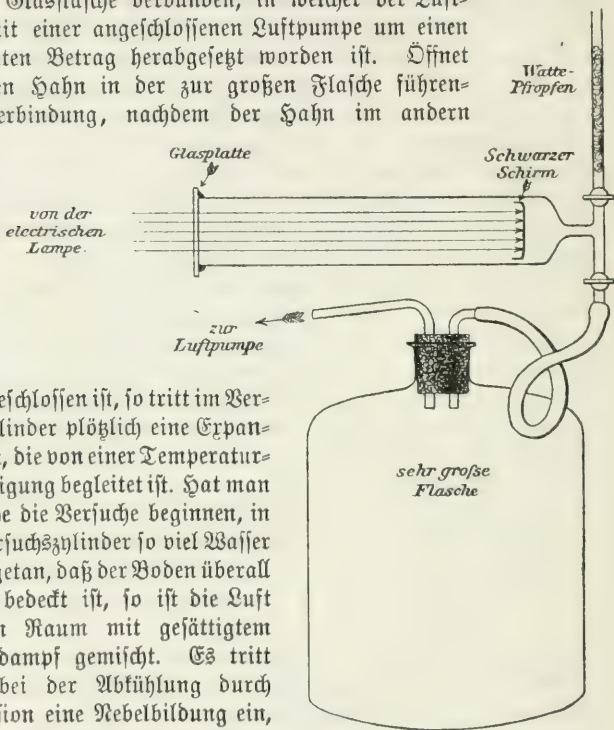 Glasflasche verbunden, in welcher der Luft-
mit einer angeschlossenen Luftpumpe um einen
ten Betrag herabgesetzt worden ist. Öffnet
en Hahn in der zur großen Flasche führen-
erbindung, nachdem der Hahn im andern
Watte-
Pfropfen
Glasplatte
Schwarzer
Schirm
von der
electrischen
Lampe.
zur
Luftpumpe
eschlossen ist, so tritt im Ver-
linder plötzlich eine Expan-
, die von einer Temperatur-
igung begleitet ist. Hat man
e die Versuche beginnen, in
rsuchszylinder so viel Wasser
getan, daß der Boden überall
bedeckt ist, so ist die Luft
n Raum mit gesättigtem
dampf gemischt. Es tritt
bei der Abkühlung durch
sion eine Nebelbildung ein,
sehr große
Flasche